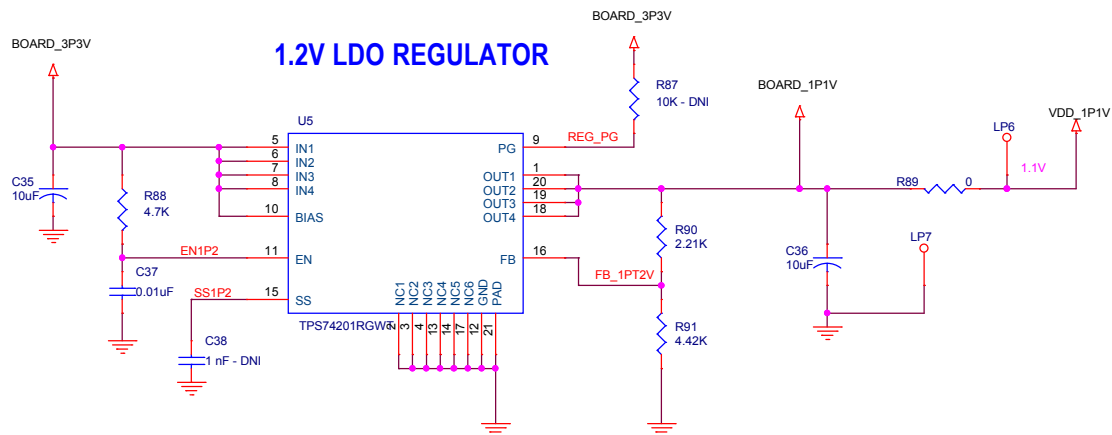 1.2V LDO REGULATOR
BOARD_3P3V
BOARD_3P3V
R87
10K - DNI
BOARD_1P1V
VDD_1P1V
LP6
1.1V
U5
5
IN1
6
IN2
7
IN3
8
IN4
10
BIAS
11
EN
15
SS
PG
9
REG_PG
OUT1
1
OUT2
20
OUT3
19
OUT4
18
FB
16
FB_1PT2V
NC1
NC2
NC3
NC4
NC5
NC6
GND
PAD
2
3
4
13
14
17
12
21
TPS74201RGWT
C35
10uF
R88
4.7K
EN1P2
C37
0.01uF
SS1P2
C38
1 nF - DNI
R89
0
R90
2.21K
R91
4.42K
C36
10uF
LP7